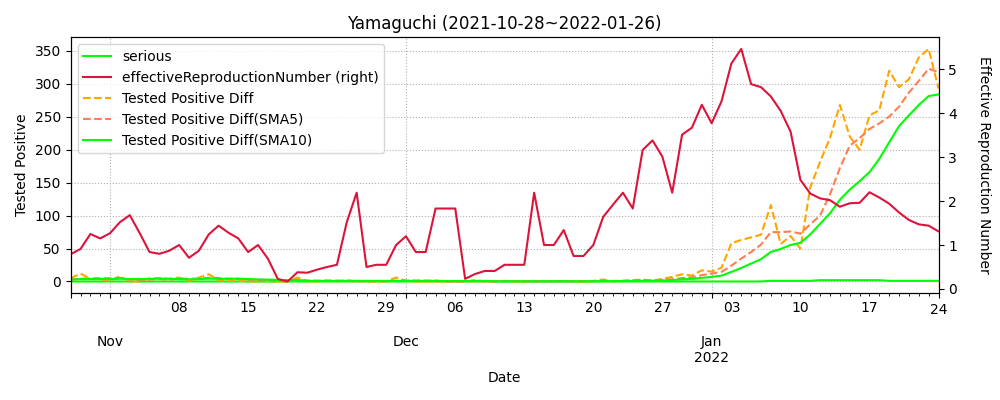 Yamaguchi (2021-10-28~2022-01-26)
350
300
250
200
150
100
50
0
Tested Positive
serious
effectiveReproductionNumber (right)
Tested Positive Diff
Tested Positive Diff(SMA5)
Tested Positive Diff(SMA10)
5
4
3
2
1
0
Effective Reproduction Number
08 15 22 29 06 13 20 27 03 10 17 24
Nov Dec Jan
2022
Date